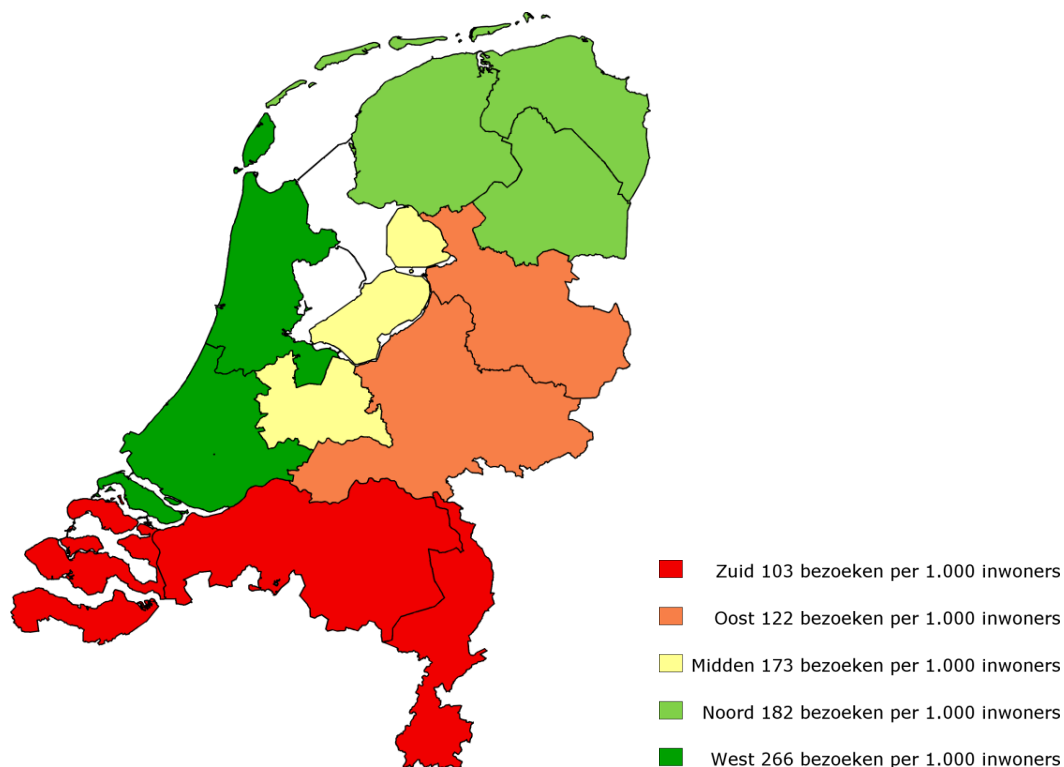 Zuid 103 bezoeken per 1.000 inwoners
Oost 122 bezoeken per 1.000 inwoners
Midden 173 bezoeken per 1.000 inwoners
Noord 182 bezoeken per 1.000 inwoners
West 266 bezoeken per 1.000 inwoners